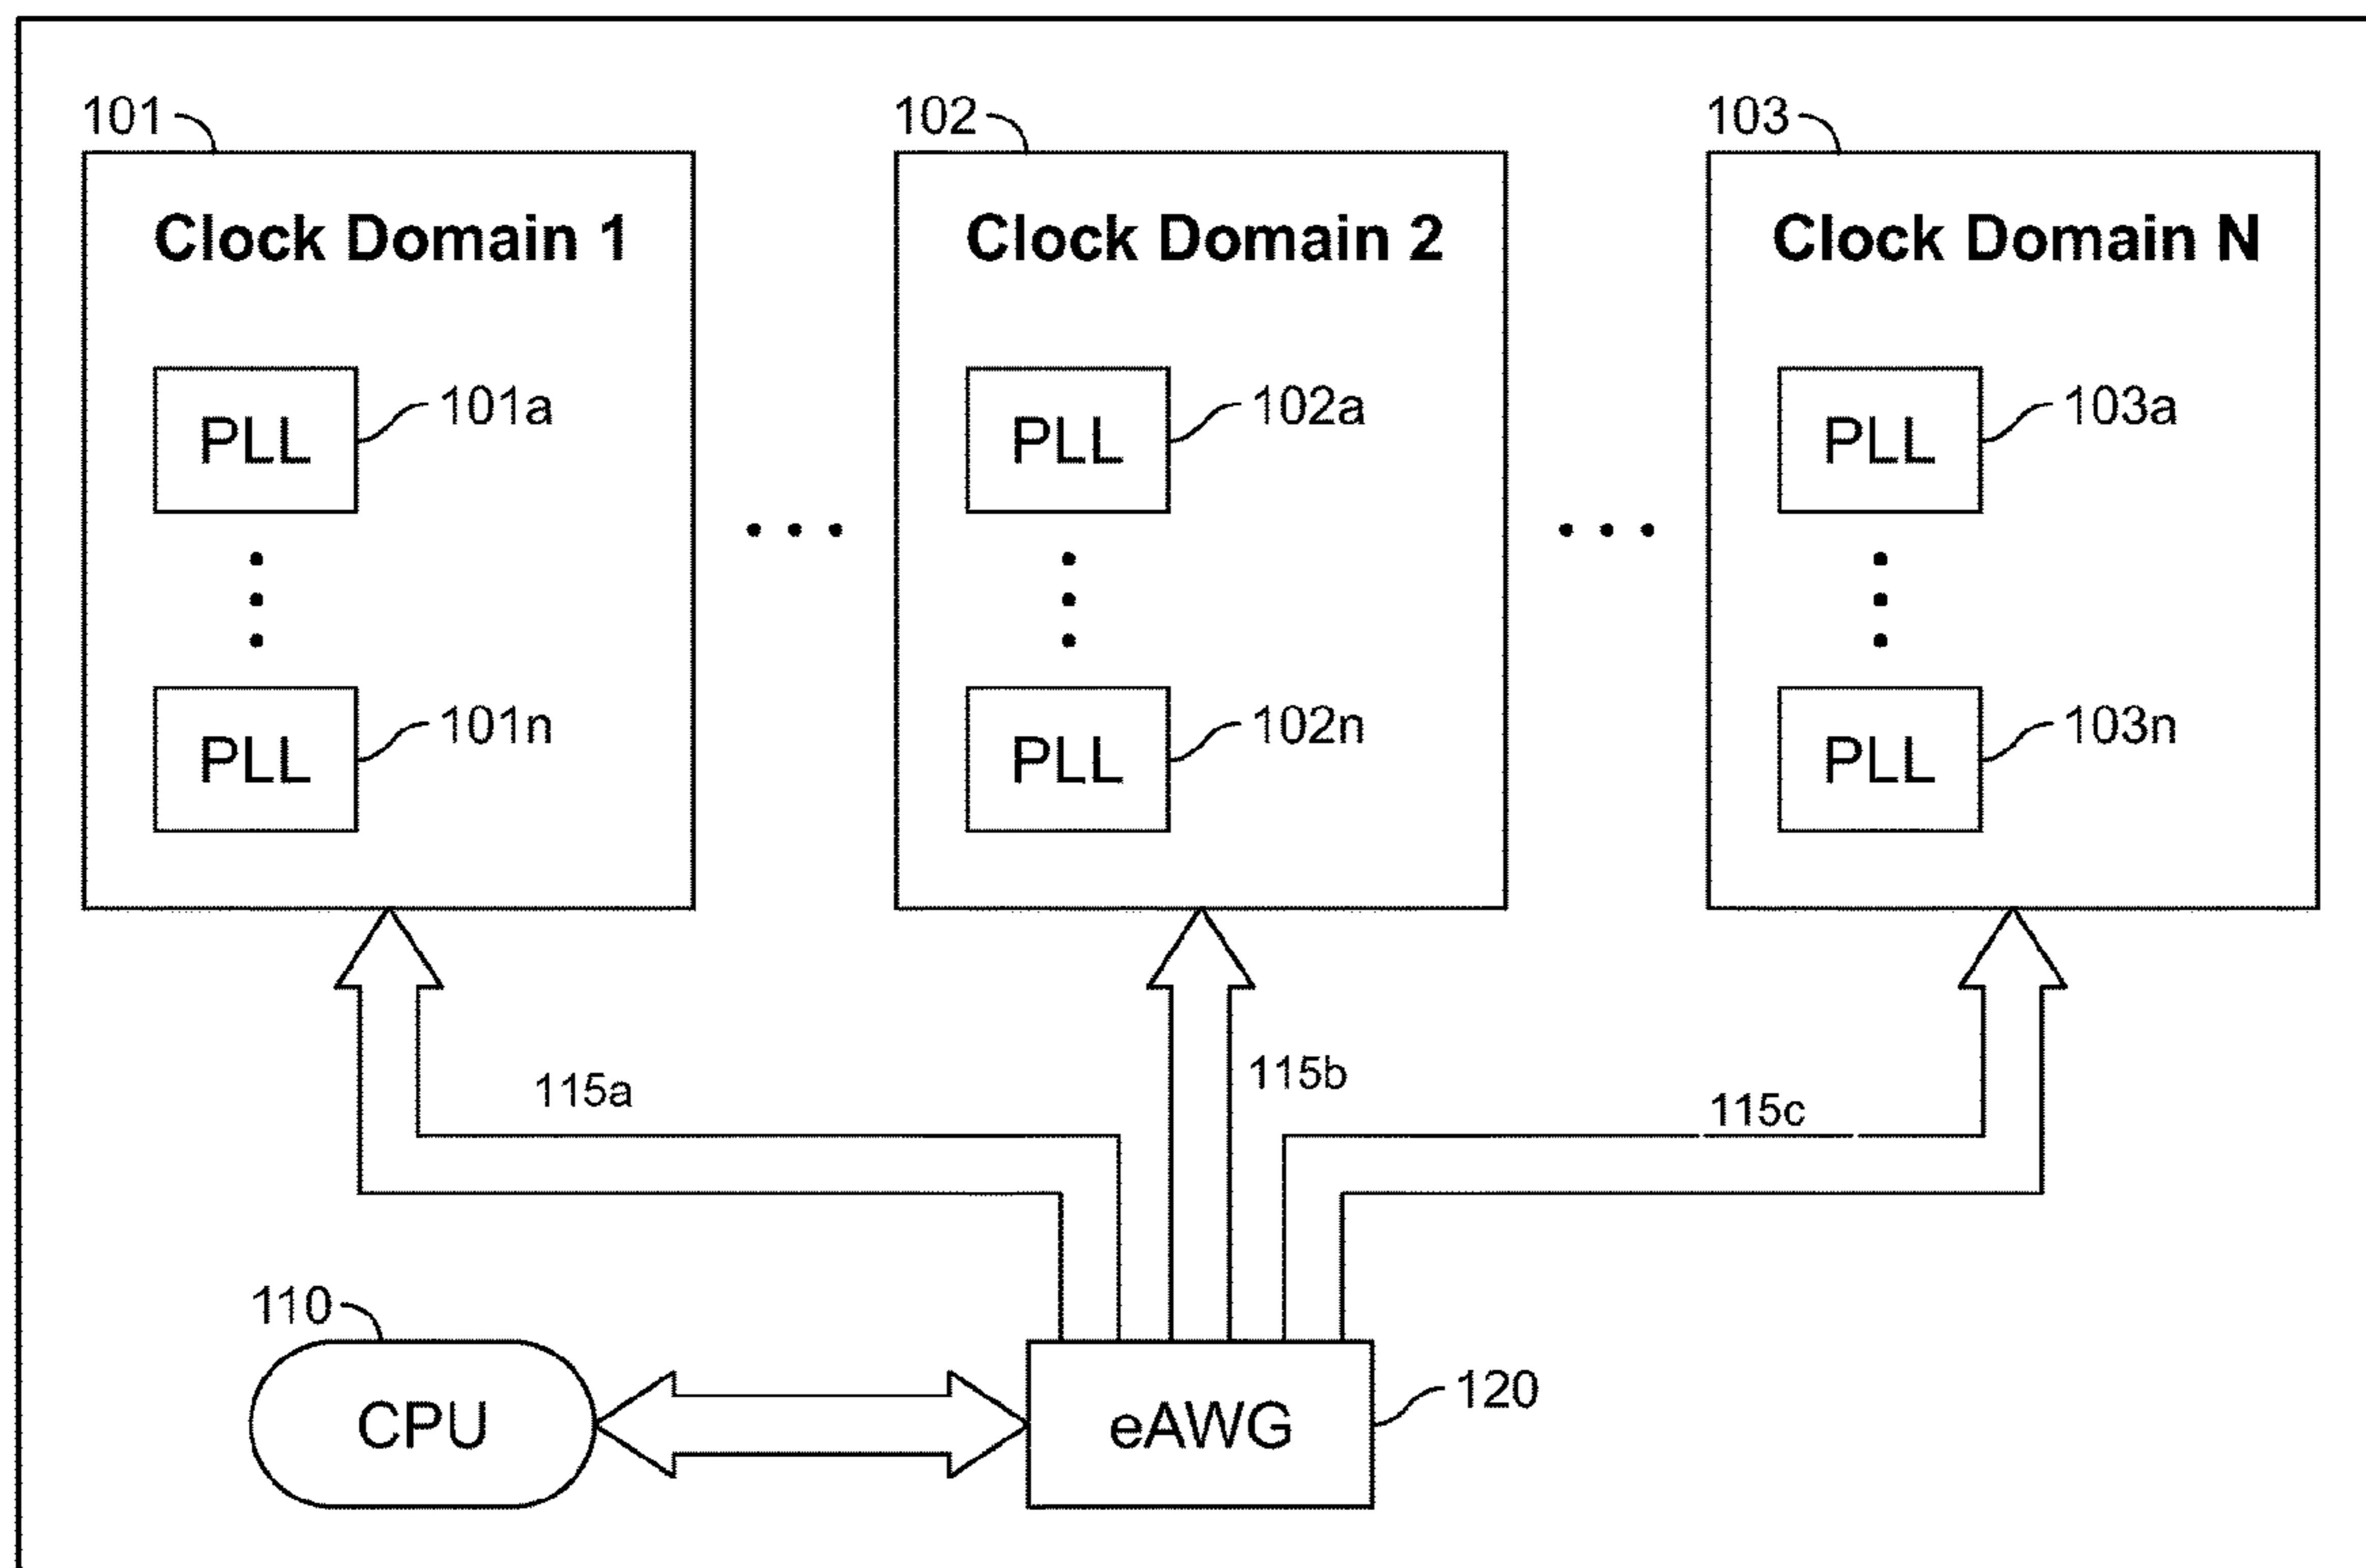 101
102
103
Clock Domain 1
Clock Domain 2
Clock Domain N
PLL
101a
PLL
102a
PLL
103a
PLL
101n
PLL
102n
PLL
103n
115a
115b
115c
110
CPU
eAWG
120